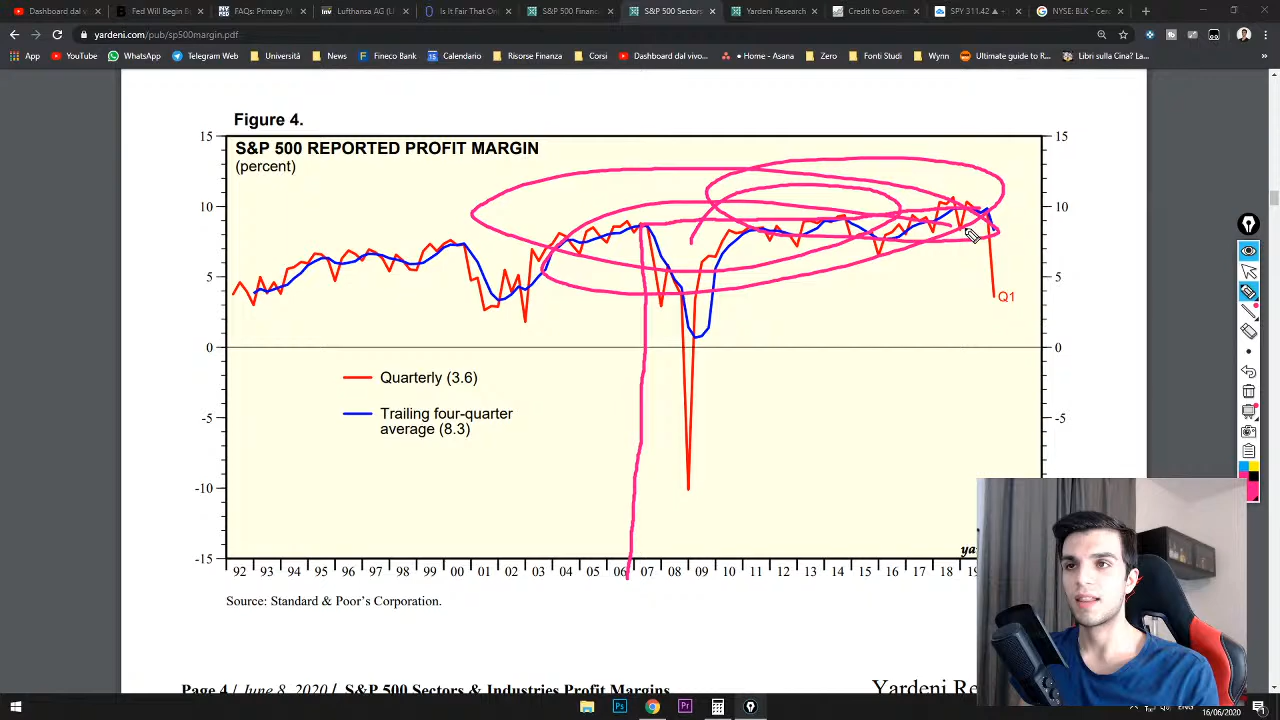 Dashboard dal vi
Fed Will Begin B
FAQs: Primary M
Lufthansa AG (L
Is It Fair That On
S&P 500 Financ
S&P 500 Sectors
Yardeni Research
Credit to Govern
SPY 311.42 ▲
NYSE: BLK - Cen
yardeni.com/pub/sp500margin.pdf
App
YouTube
WhatsApp
Telegram Web
Università
News
Fineco Bank
Calendario
Risorse Finanza
Corsi
Dashboard dal vivo...
Home - Asana
Zero
Fonti Studi
Wynn
Ultimate guide to R...
Libri sulla Cina? La...
Figure 4.
15 15
S&P 500 REPORTED PROFIT MARGIN
(percent)
10 10
5 5
Q1
0 0
Quarterly (3.6)
Trailing four-quarter
average (8.3)
-5 -5
-10
-15
ya
92 93 94 95 96 97 98 99 00 01 02 03 04 05 06 07 08 09 10 11 12 13 14 15 16 17 18 19
Source: Standard & Poor's Corporation.
Page 4 / June 8, 2020 / S&P 500 Sectors & Industries Profit Margins
Yardeni Re
16/06/2020